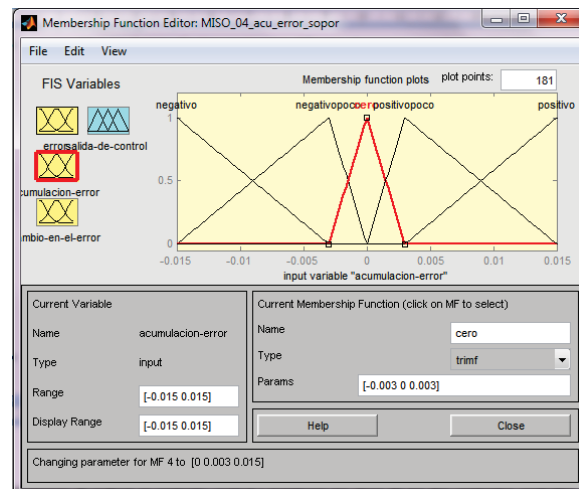 Membership Function Editor: MISO_04_acu_error_sopor
File Edit View
FIS Variables
Membership function plots plot points: 181
negativo negativopoco cero positivopoco positivo
error salida-de-control
cumulacion-error
mbio-en-el-error
1
0.5
0
-0.015 -0.01 -0.005 0 0.005 0.01 0.015
input variable "acumulacion-error"
Current Variable
Name acumulacion-error
Type input
Range [-0.015 0.015]
Display Range [-0.015 0.015]
Current Membership Function (click on MF to select)
Name cero
Type trimf
Params [-0.003 0 0.003]
Help Close
Changing parameter for MF 4 to [0 0.003 0.015]